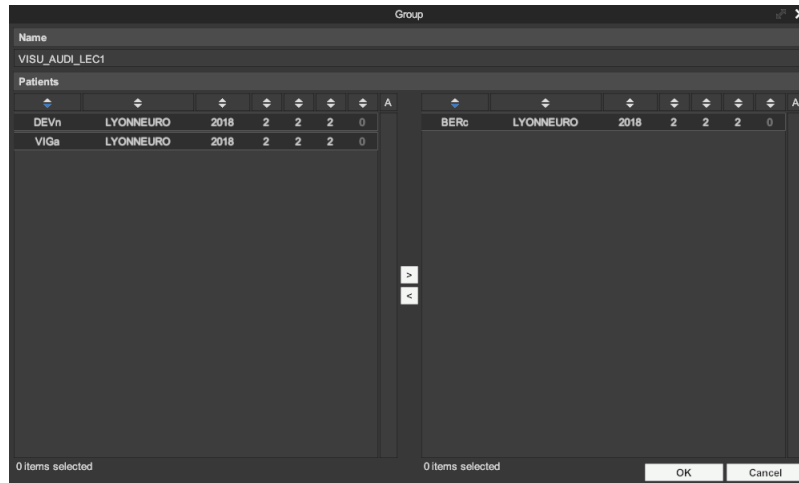 Group
Name
VISU_AUDI_LEC1
Patients
A
DEVn LYONNEURO 2018 2 2 2 0
VIGa LYONNEURO 2018 2 2 2 0
0 items selected
>
<
A
BERc LYONNEURO 2018 2 2 2 0
0 items selected
OK Cancel